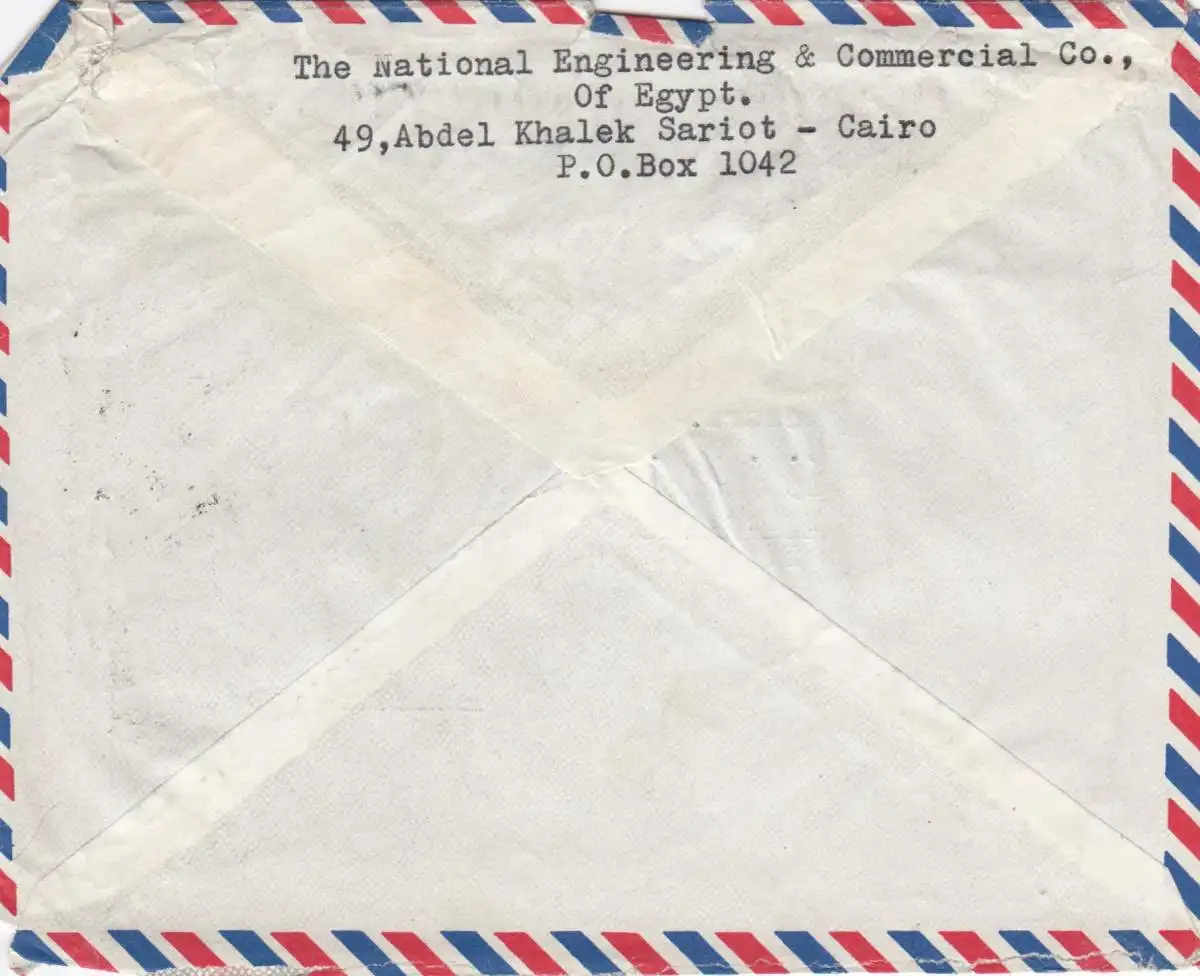 The National Engineering & Commercial Co.,
Of Egypt.
49,Abdel Khalek Sariot - Cairo
P.O.Box 1042